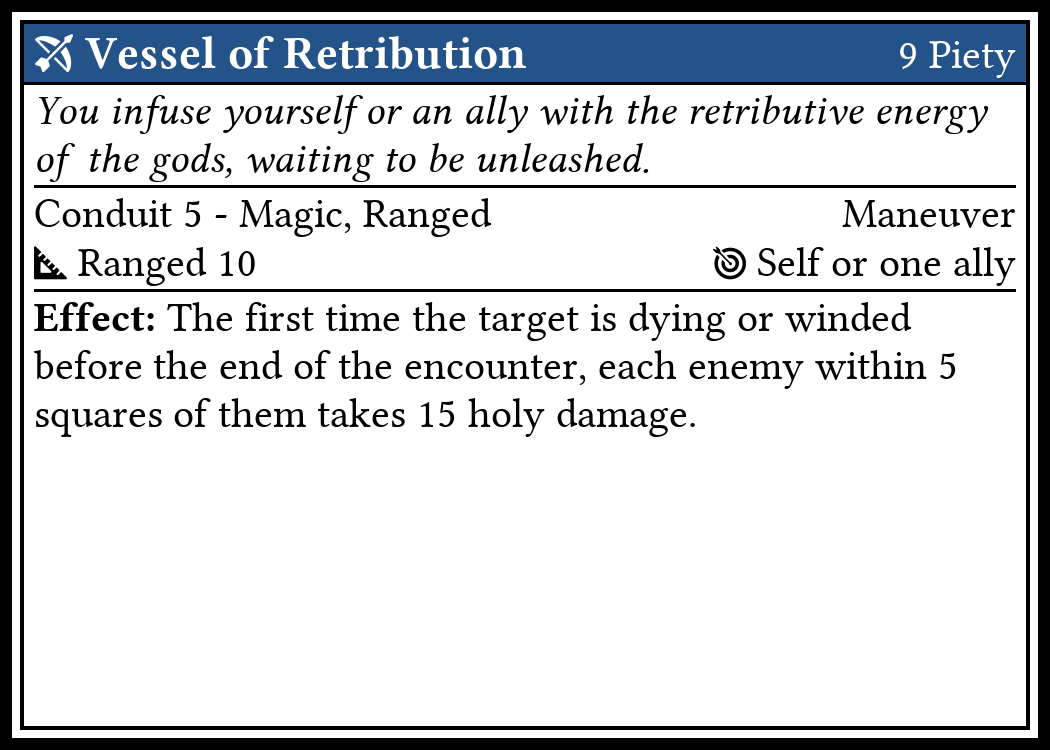 Vessel of Retribution 9 Piety
You infuse yourself or an ally with the retributive energy
of the gods, waiting to be unleashed.
Conduit 5 - Magic, Ranged Maneuver
Ranged 10 Self or one ally
Effect: The first time the target is dying or winded
before the end of the encounter, each enemy within 5
squares of them takes 15 holy damage.